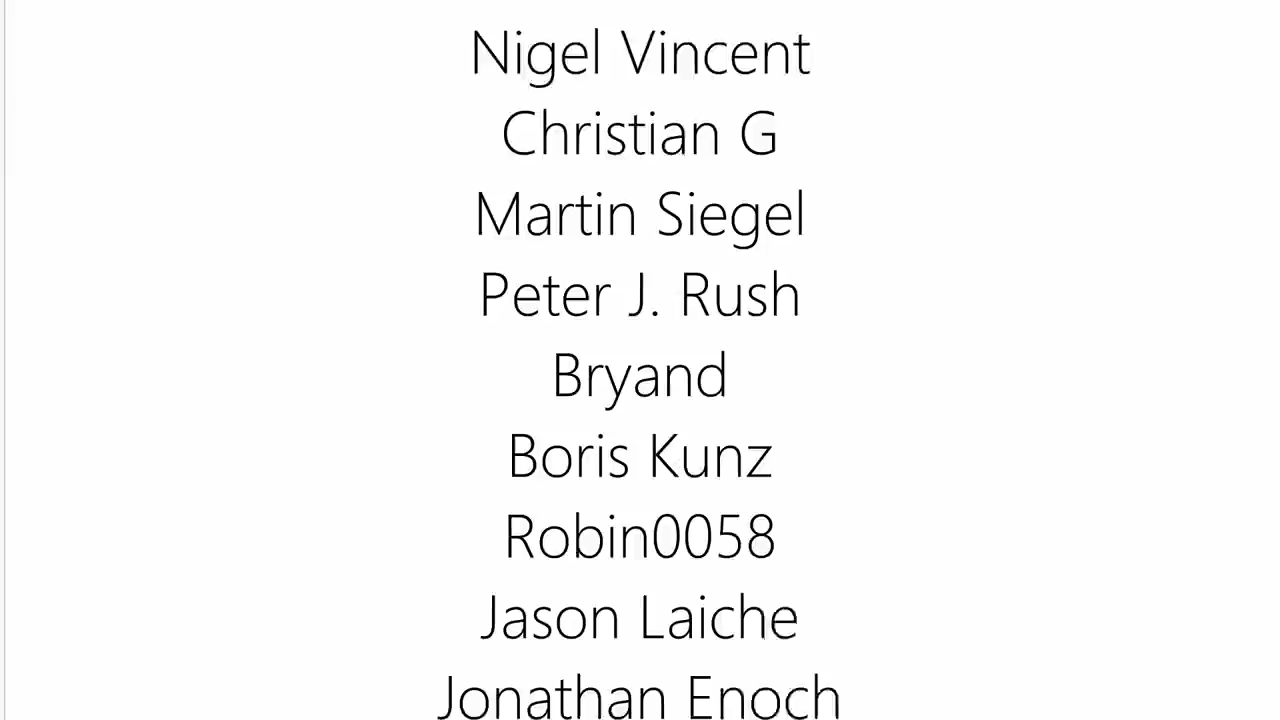 Nigel Vincent
Christian G
Martin Siegel
Peter J. Rush
Bryand
Boris Kunz
Robin0058
Jason Laiche
Jonathan Enoch